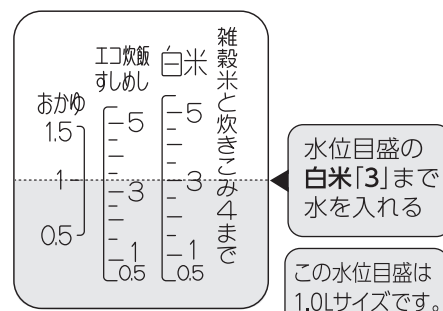 雑穀米と炊きこみ4まで
白米
5
3
1
0.5
エコ炊飯
すしめし
5
3
1
0.5
おかゆ
1.5
1
0.5
水位目盛の
白米「3」まで
水を入れる
この水位目盛は
1.0Lサイズです。